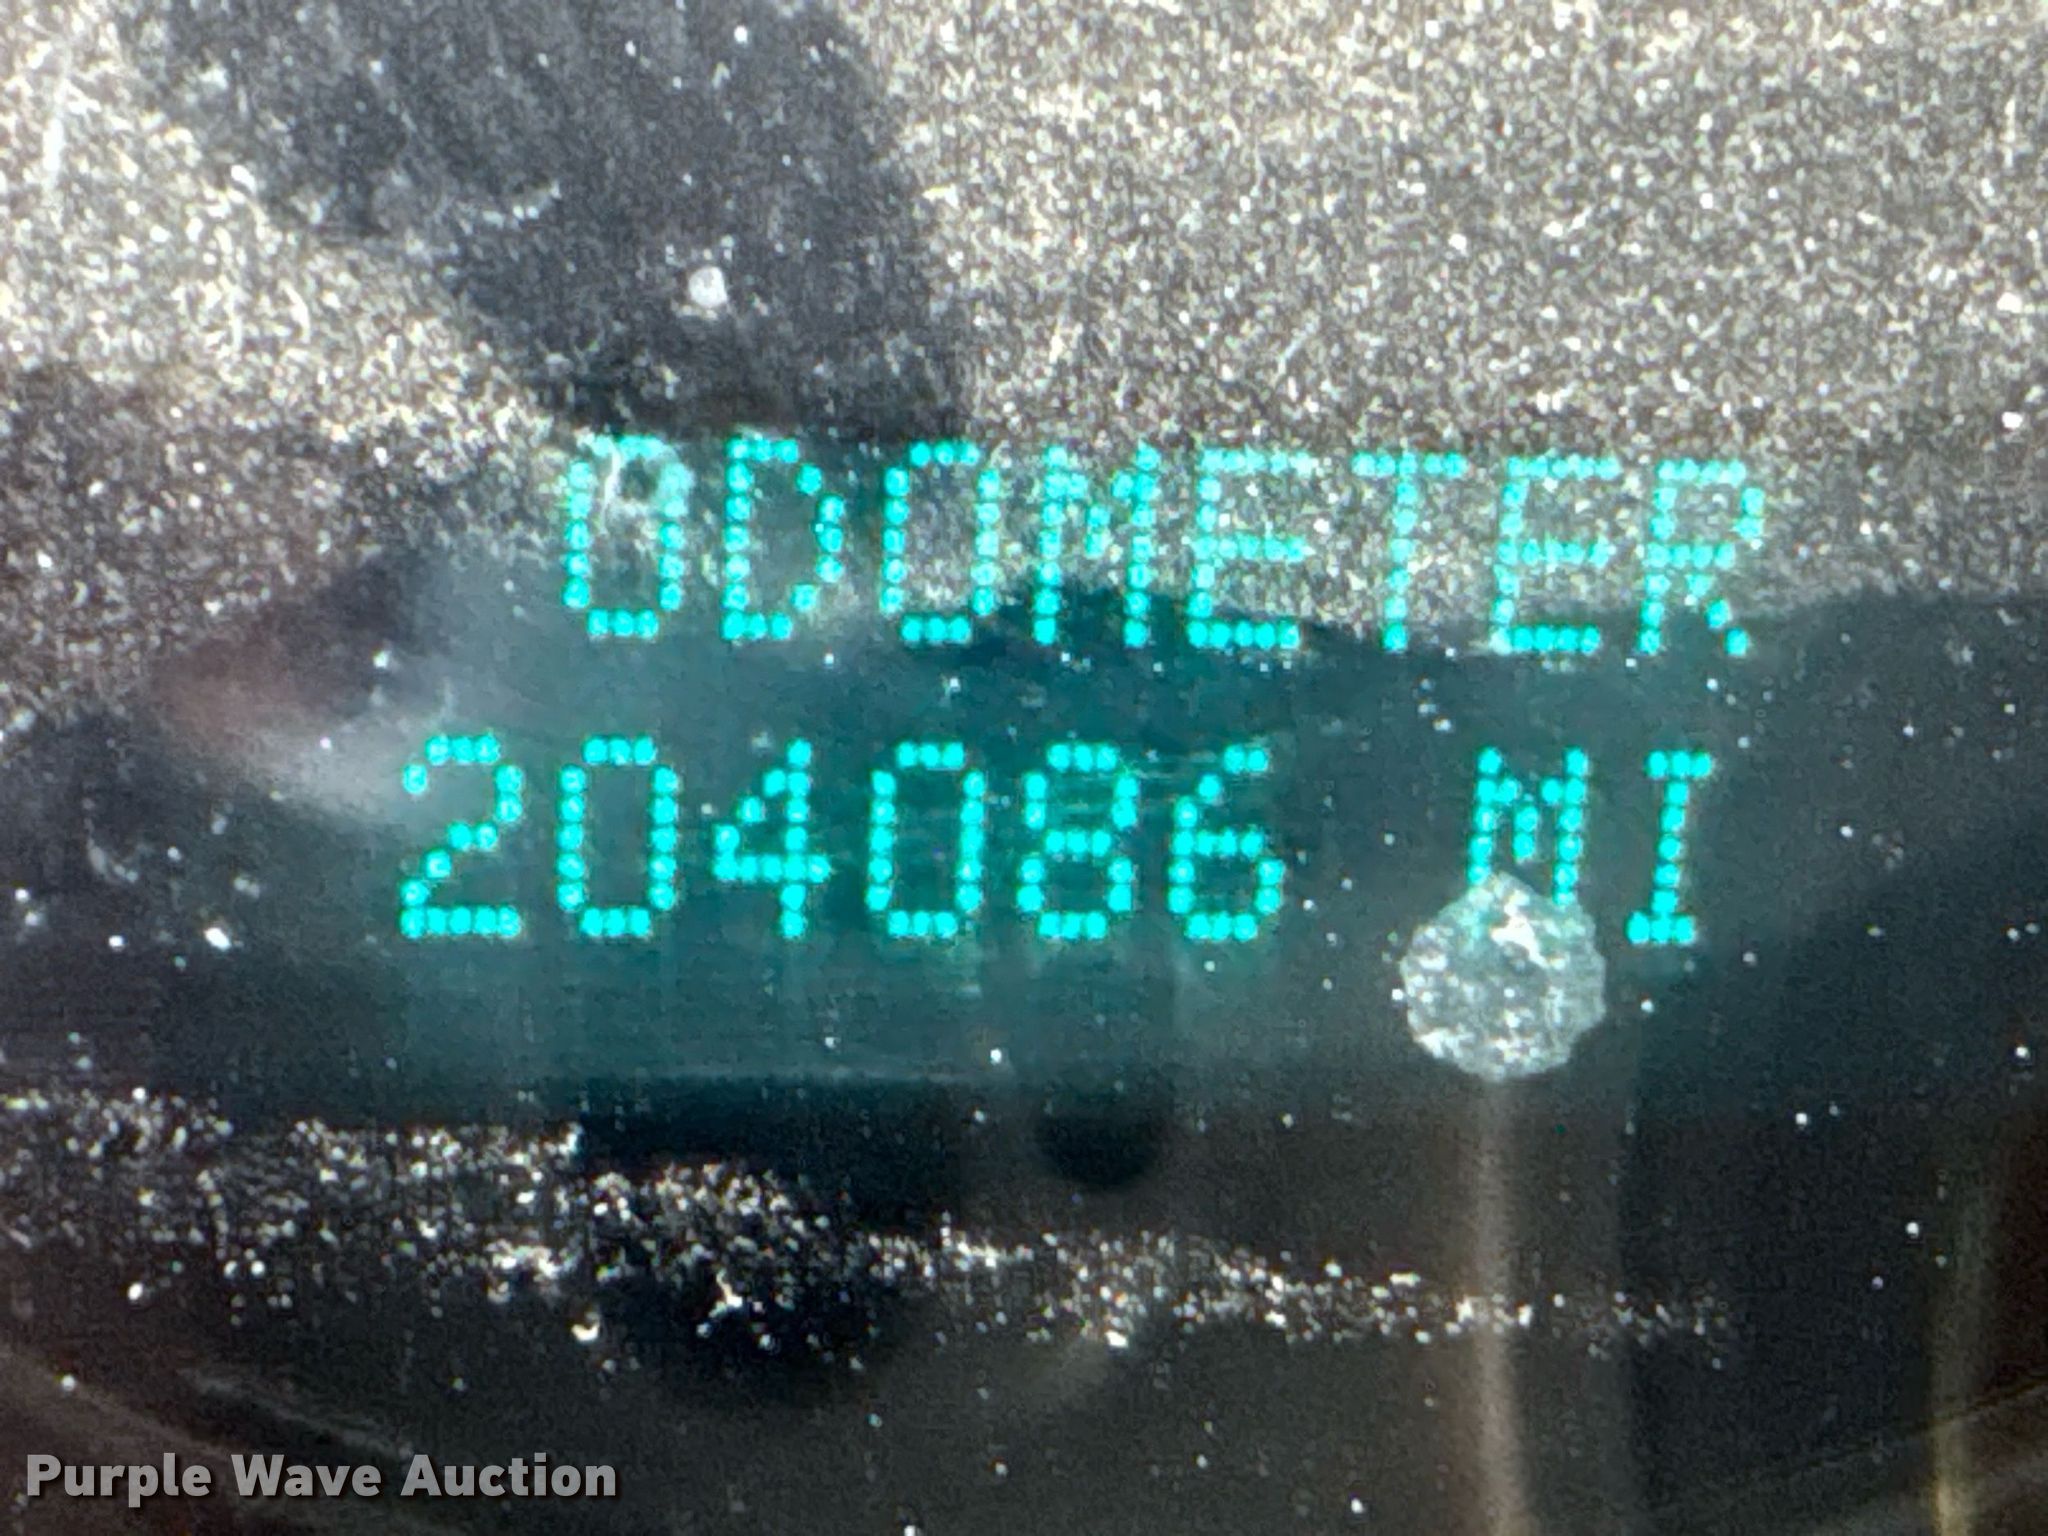 ODOMETER
204086 MI
Purple Wave Auction